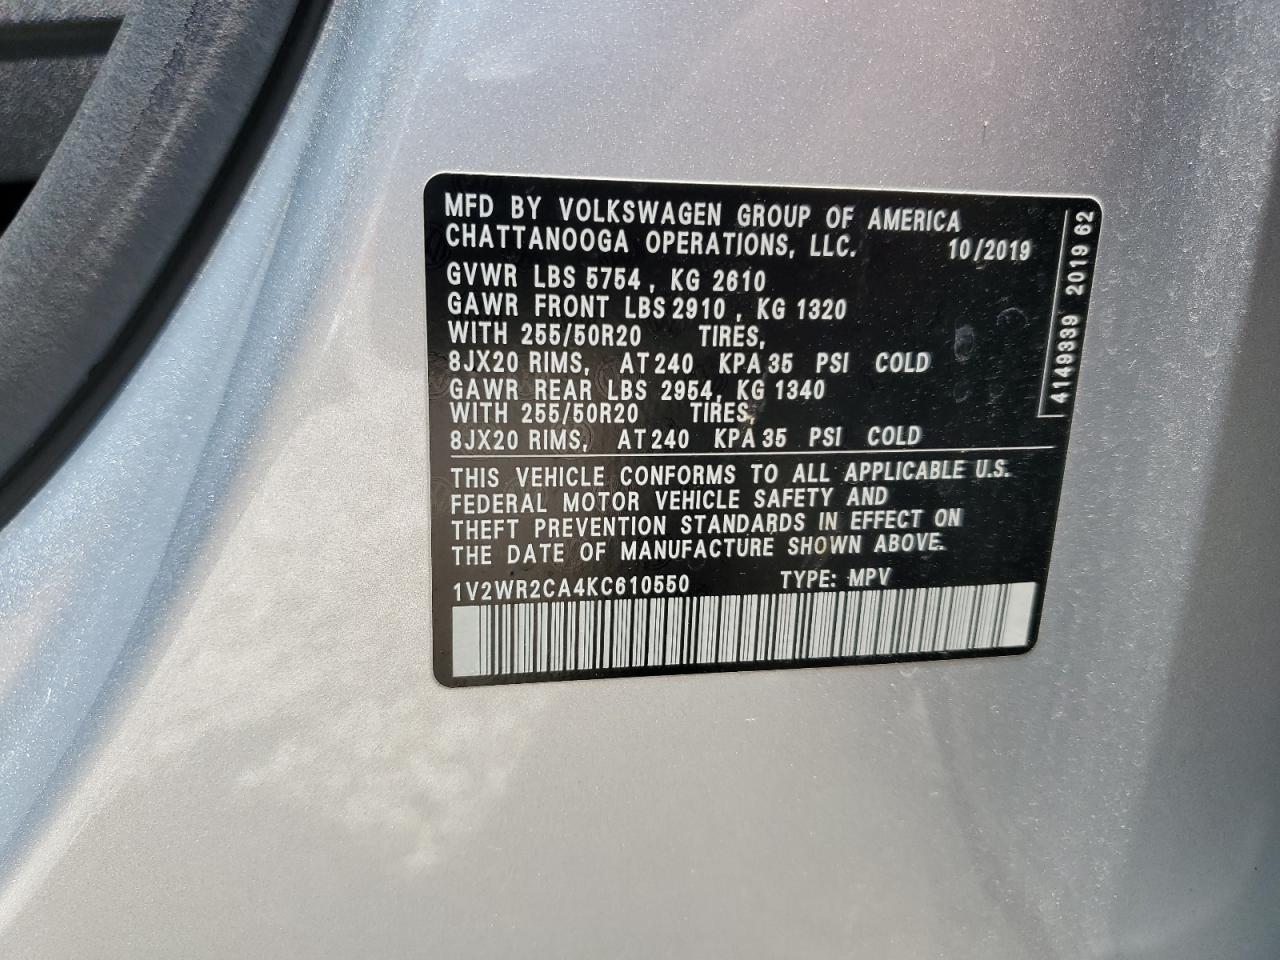 MFD BY VOLKSWAGEN GROUP OF AMERICA
CHATTANOOGA OPERATIONS, LLC. 10/2019
GVWR LBS 5754, KG 2610
GAWR FRONT LBS 2910, KG 1320
WITH 255/50R20 TIRES,
8JX20 RIMS, AT 240 KPA 35 PSI COLD
GAWR REAR LBS 2954, KG 1340
WITH 255/50R20 TIRES,
8JX20 RIMS, AT 240 KPA 35 PSI COLD
THIS VEHICLE CONFORMS TO ALL APPLICABLE U.S.
FEDERAL MOTOR VEHICLE SAFETY AND
THEFT PREVENTION STANDARDS IN EFFECT ON
THE DATE OF MANUFACTURE SHOWN ABOVE.
1V2WR2CA4KC610550 TYPE: MPV
4149339 2019 62